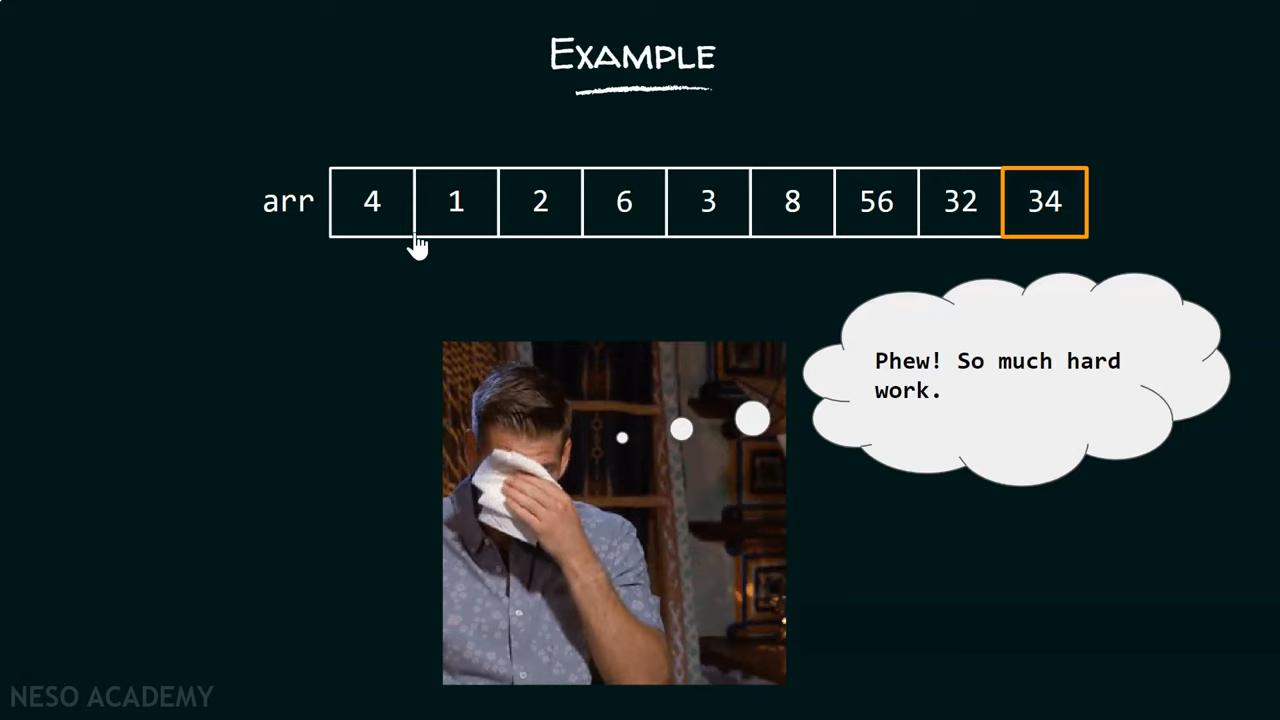 EXAMPLE
arr 4 1 2 6 3 8 56 32 34
Phew! So much hard
work.
NESO ACADEMY